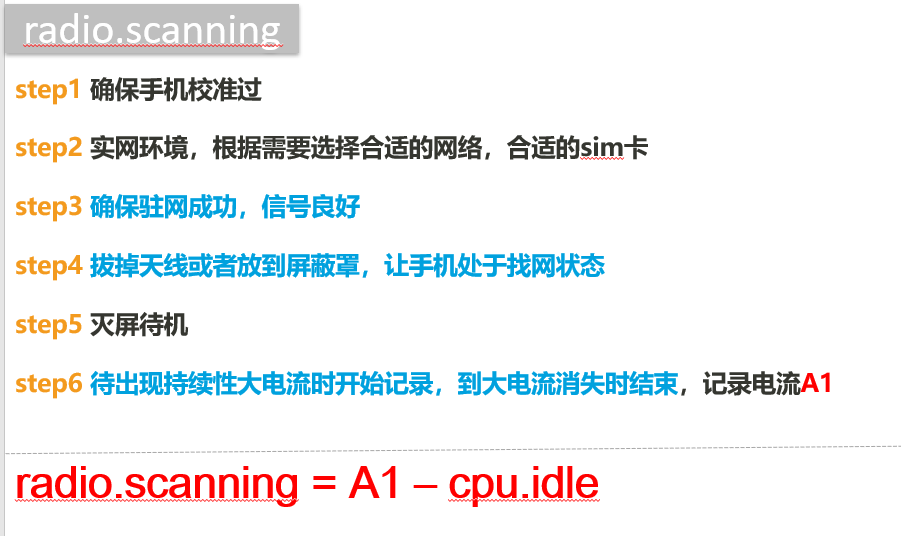 radio.scanning
step1 确保手机校准过
step2 实网环境，根据需要选择合适的网络，合适的sim卡
step3 确保驻网成功，信号良好
step4 拔掉天线或者放到屏蔽罩，让手机处于找网状态
step5 灭屏待机
step6 待出现持续性大电流时开始记录，到大电流消失时结束，记录电流A1
radio.scanning = A1 – cpu.idle